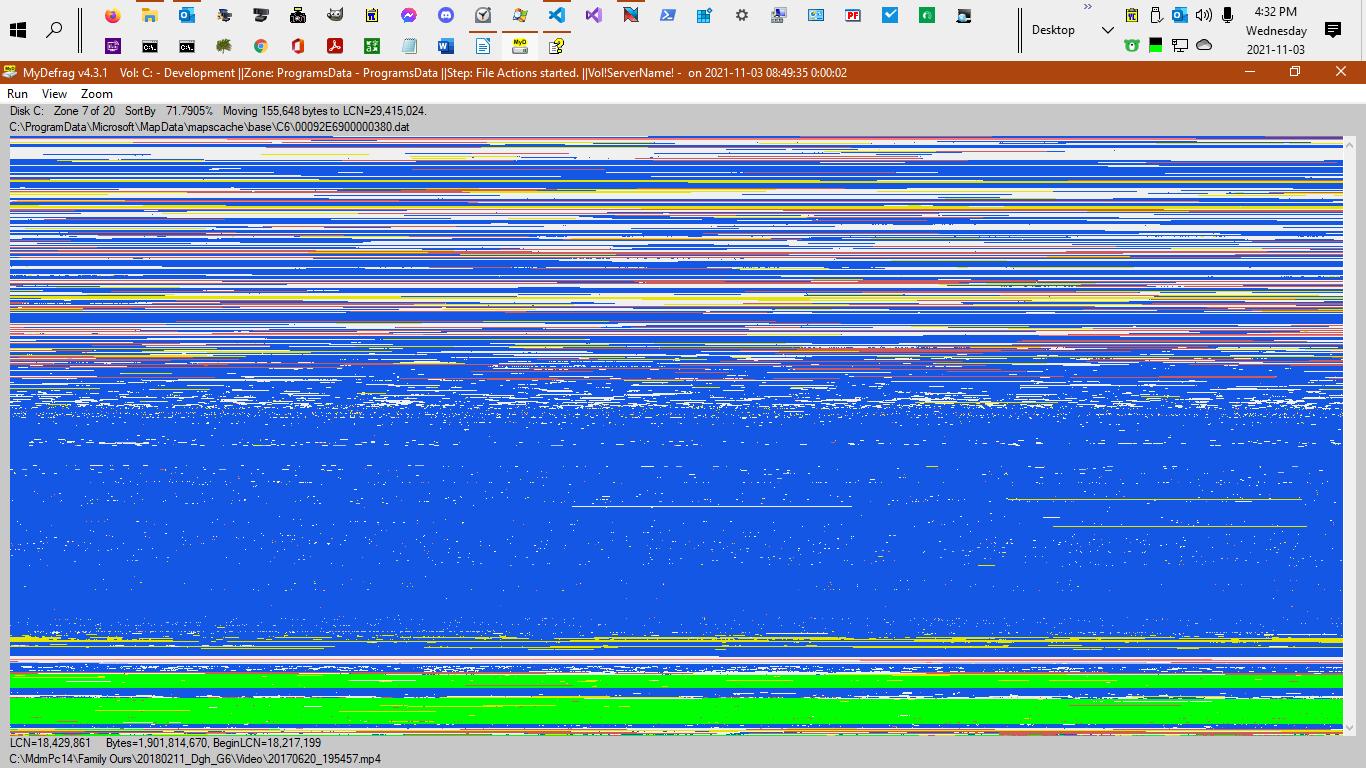 Desktop
»
4:32 PM
Wednesday
2021-11-03
MyDefrag v4.3.1 Vol: C: - Development ||Zone: ProgramsData - ProgramsData ||Step: File Actions started. ||Vol!ServerName! - on 2021-11-03 08:49:35 0:00:02
Run View Zoom
Disk C: Zone 7 of 20 SortBy 71.7905% Moving 155,648 bytes to LCN=29,415,024.
C:\ProgramData\Microsoft\MapData\mapscache\base\C6\00092E6900000380.dat
LCN=18,429,861 Bytes=1,901,814,670, BeginLCN=18,217,199
C:\MdmPc14\Family Ours\20180211_Dgh_G6\Video\20170620_195457.mp4